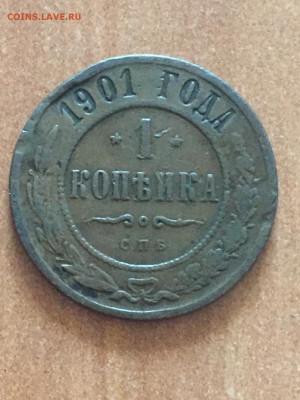 COINS.LAVE.RU
1901 ГОДА
* 1 *
КОПѢЙКА
СПБ